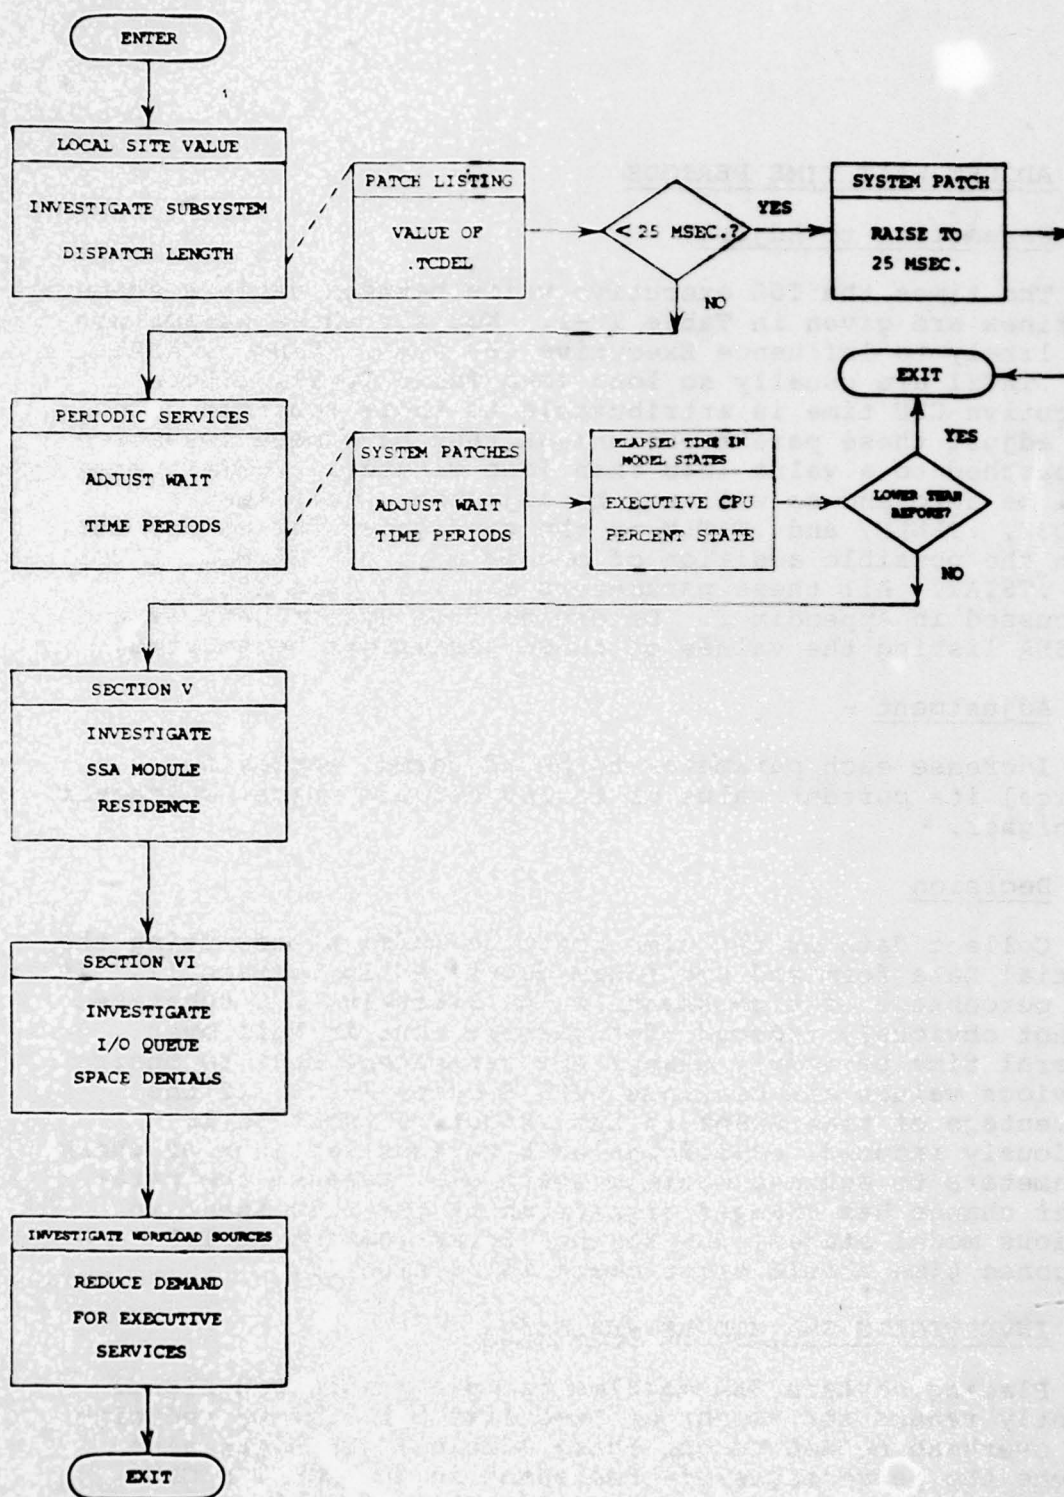 ENTER
LOCAL SITE VALUE
INVESTIGATE SUBSYSTEM
DISPATCH LENGTH
PATCH LISTING
VALUE OF
.TCDEL
< 25 MSEC.?
YES
NO
SYSTEM PATCH
RAISE TO
25 MSEC.
EXIT
PERIODIC SERVICES
ADJUST WAIT
TIME PERIODS
SYSTEM PATCHES
ADJUST WAIT
TIME PERIODS
ELAPSED TIME IN
MODEL STATES
EXECUTIVE CPU
PERCENT STATE
LOWER THAN
BEFORE?
YES
NO
SECTION V
INVESTIGATE
SSA MODULE
RESIDENCE
SECTION VI
INVESTIGATE
I/O QUEUE
SPACE DENIALS
INVESTIGATE WORKLOAD SOURCES
REDUCE DEMAND
FOR EXECUTIVE
SERVICES
EXIT